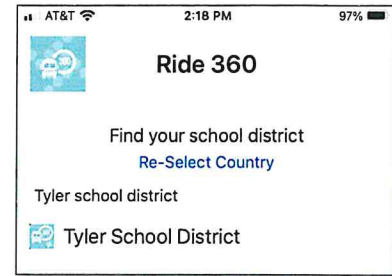 AT&T 2:18 PM 97%
Ride 360
Find your school district
Re-Select Country
Tyler school district
Tyler School District